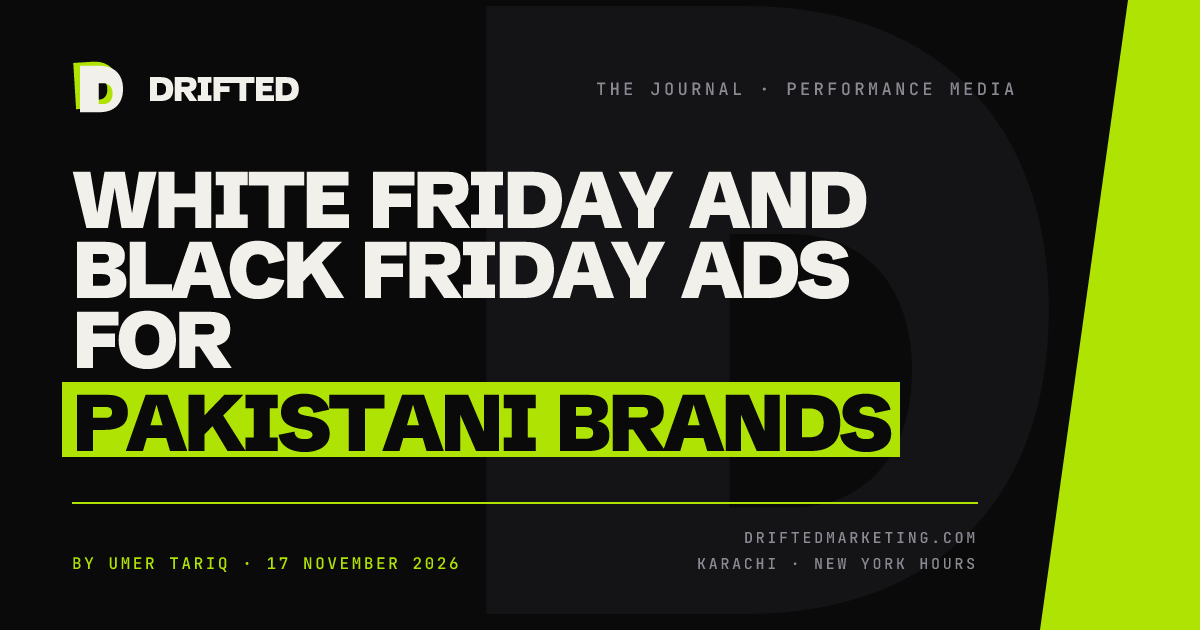 DRIFTED
THE JOURNAL · PERFORMANCE MEDIA
WHITE FRIDAY AND
BLACK FRIDAY ADS
FOR
PAKISTANI BRANDS
DRIFTEDMARKETING.COM
BY UMER TARIQ · 17 NOVEMBER 2026
KARACHI · NEW YORK HOURS